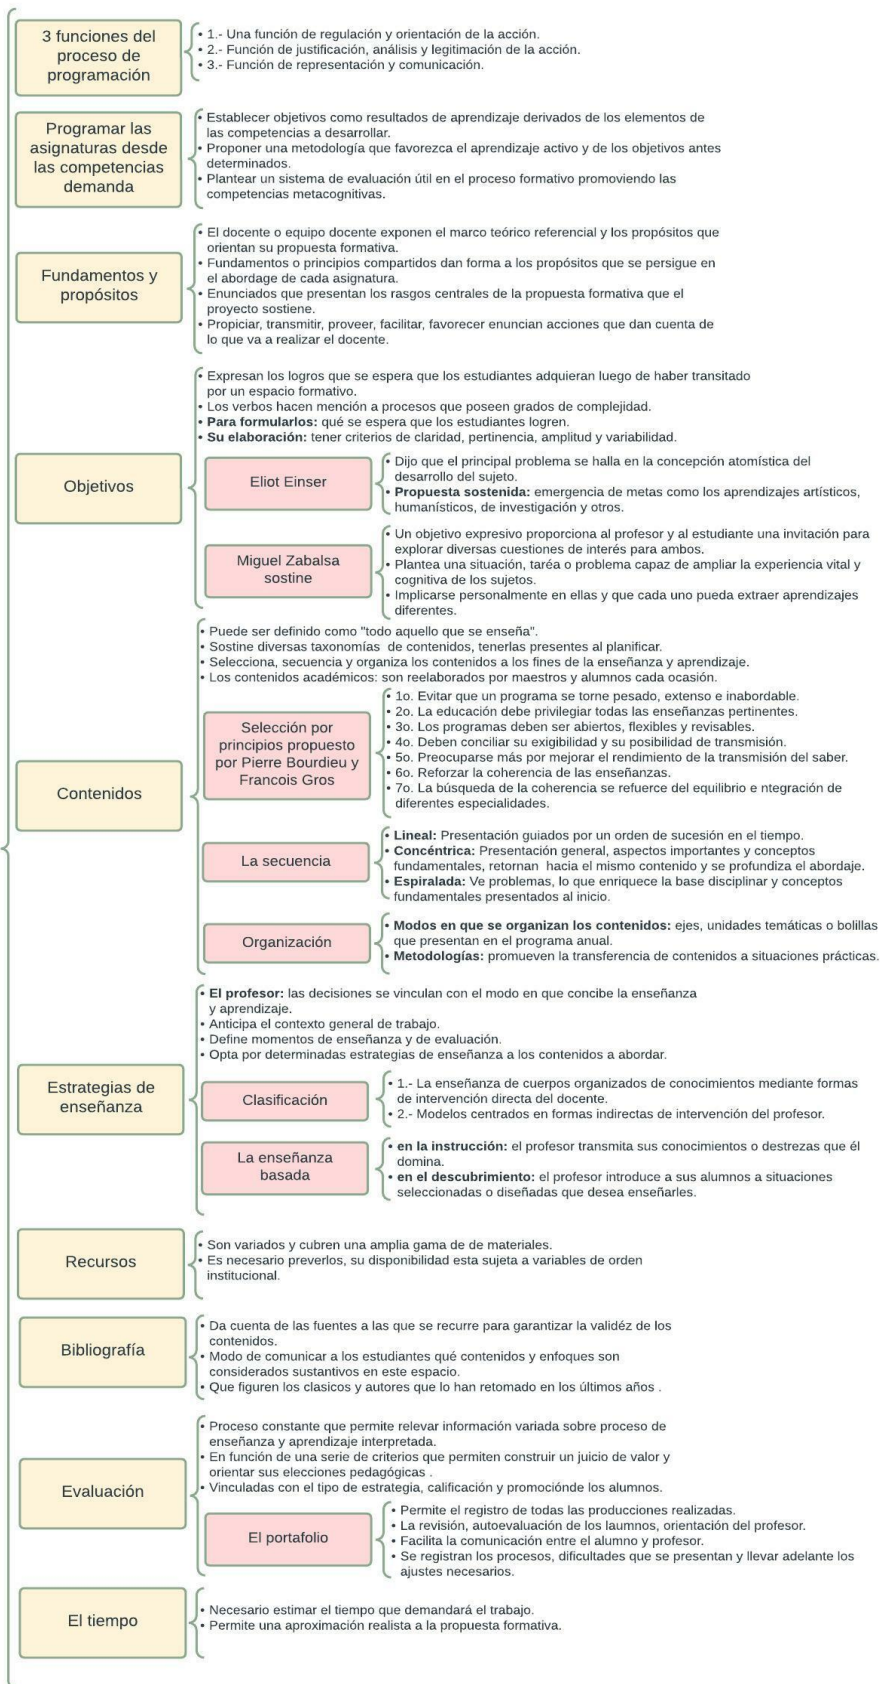 3 funciones del
proceso de
programación
• 1.- Una función de regulación y orientación de la acción.
• 2.- Función de justificación, análisis y legitimación de la acción.
• 3.- Función de representación y comunicación.
Programar las
asignaturas desde
las competencias
demanda
• Establecer objetivos como resultados de aprendizaje derivados de los elementos de
las competencias a desarrollar.
• Proponer una metodología que favorezca el aprendizaje activo y de los objetivos antes
determinados.
• Plantear un sistema de evaluación útil en el proceso formativo promoviendo las
competencias metacognitivas.
Fundamentos y
propósitos
• El docente o equipo docente exponen el marco teórico referencial y los propósitos que
orientan su propuesta formativa.
• Fundamentos o principios compartidos dan forma a los propósitos que se persigue en
el abordage de cada asignatura.
• Enunciados que presentan los rasgos centrales de la propuesta formativa que el
proyecto sostiene.
• Propiciar, transmitir, proveer, facilitar, favorecer enuncian acciones que dan cuenta de
lo que va a realizar el docente.
Objetivos
• Expresan los logros que se espera que los estudiantes adquieran luego de haber transitado
por un espacio formativo.
• Los verbos hacen mención a procesos que poseen grados de complejidad.
• Para formularlos: qué se espera que los estudiantes logren.
• Su elaboración: tener criterios de claridad, pertinencia, amplitud y variabilidad.
Eliot Einser
• Dijo que el principal problema se halla en la concepción atomística del
desarrollo del sujeto.
• Propuesta sostenida: emergencia de metas como los aprendizajes artísticos,
humanísticos, de investigación y otros.
Miguel Zabalsa
sostine
• Un objetivo expresivo proporciona al profesor y al estudiante una invitación para
explorar diversas cuestiones de interés para ambos.
• Plantea una situación, taréa o problema capaz de ampliar la experiencia vital y
cognitiva de los sujetos.
• Implicarse personalmente en ellas y que cada uno pueda extraer aprendizajes
diferentes.
Contenidos
• Puede ser definido como "todo aquello que se enseña".
• Sostine diversas taxonomías de contenidos, tenerlas presentes al planificar.
• Selecciona, secuencia y organiza los contenidos a los fines de la enseñanza y aprendizaje.
• Los contenidos académicos: son reelaborados por maestros y alumnos cada ocasión.
Selección por
principios propuesto
por Pierre Bourdieu y
Francois Gros
• 1o. Evitar que un programa se torne pesado, extenso e inabordable.
• 2o. La educación debe privilegiar todas las enseñanzas pertinentes.
• 3o. Los programas deben ser abiertos, flexibles y revisables.
• 4o. Deben conciliar su exigibilidad y su posibilidad de transmisión.
• 5o. Preocuparse más por mejorar el rendimiento de la transmisión del saber.
• 6o. Reforzar la coherencia de las enseñanzas.
• 7o. La búsqueda de la coherencia se refuerce del equilibrio e ntegración de
diferentes especialidades.
La secuencia
• Lineal: Presentación guiados por un orden de sucesión en el tiempo.
• Concéntrica: Presentación general, aspectos importantes y conceptos
fundamentales, retornan hacia el mismo contenido y se profundiza el abordaje.
• Espiralada: Ve problemas, lo que enriquece la base disciplinar y conceptos
fundamentales presentados al inicio.
Organización
• Modos en que se organizan los contenidos: ejes, unidades temáticas o bolillas
que presentan en el programa anual.
• Metodologías: promueven la transferencia de contenidos a situaciones prácticas.
Estrategias de
enseñanza
• El profesor: las decisiones se vinculan con el modo en que concibe la enseñanza
y aprendizaje.
• Anticipa el contexto general de trabajo.
• Define momentos de enseñanza y de evaluación.
• Opta por determinadas estrategias de enseñanza a los contenidos a abordar.
Clasificación
• 1.- La enseñanza de cuerpos organizados de conocimientos mediante formas
de intervención directa del docente.
• 2.- Modelos centrados en formas indirectas de intervención del profesor.
La enseñanza
basada
• en la instrucción: el profesor transmita sus conocimientos o destrezas que él
domina.
• en el descubrimiento: el profesor introduce a sus alumnos a situaciones
seleccionadas o diseñadas que desea enseñarles.
Recursos
• Son variados y cubren una amplia gama de de materiales.
• Es necesario preverlos, su disponibilidad esta sujeta a variables de orden
institucional.
Bibliografía
• Da cuenta de las fuentes a las que se recurre para garantizar la validéz de los
contenidos.
• Modo de comunicar a los estudiantes qué contenidos y enfoques son
considerados sustantivos en este espacio.
• Que figuren los clasicos y autores que lo han retomado en los últimos años .
Evaluación
• Proceso constante que permite relevar información variada sobre proceso de
enseñanza y aprendizaje interpretada.
• En función de una serie de criterios que permiten construir un juicio de valor y
orientar sus elecciones pedagógicas .
• Vinculadas con el tipo de estrategia, calificación y promociónde los alumnos.
El portafolio
• Permite el registro de todas las producciones realizadas.
• La revisión, autoevaluación de los laumnos, orientación del profesor.
• Facilita la comunicación entre el alumno y profesor.
• Se registran los procesos, dificultades que se presentan y llevar adelante los
ajustes necesarios.
El tiempo
• Necesario estimar el tiempo que demandará el trabajo.
• Permite una aproximación realista a la propuesta formativa.